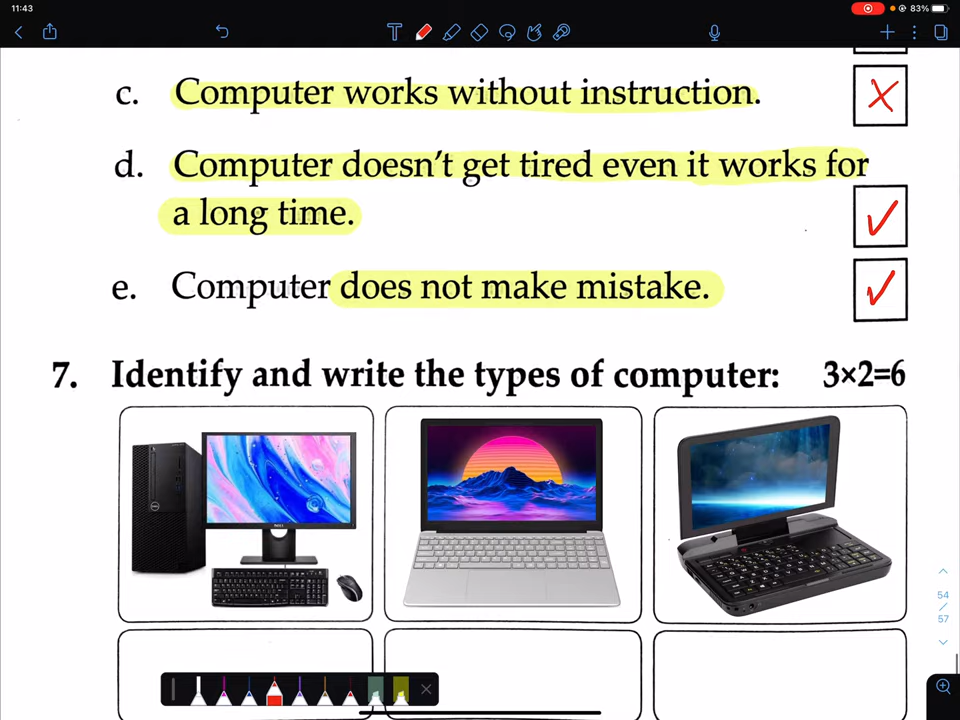 11:43
83%
c. Computer works without instruction.
d. Computer doesn't get tired even it works for
a long time.
e. Computer does not make mistake.
7. Identify and write the types of computer: 3×2=6
54
/
57